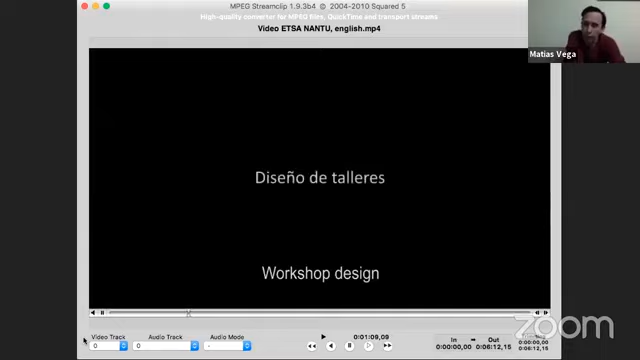 MPEG Streamclip 1.9.3b4 © 2004-2010 Squared 5
High-quality converter for MPEG files, QuickTime and transport streams
Video ETSA NANTU, english.mp4
Matias Vega
Diseño de talleres
Workshop design
zoom
Video Track
Audio Track
Audio Mode
0:01:09,09
In
Out
0
0
-
0:00:00,00
0:06:12,15
0:06:12,15